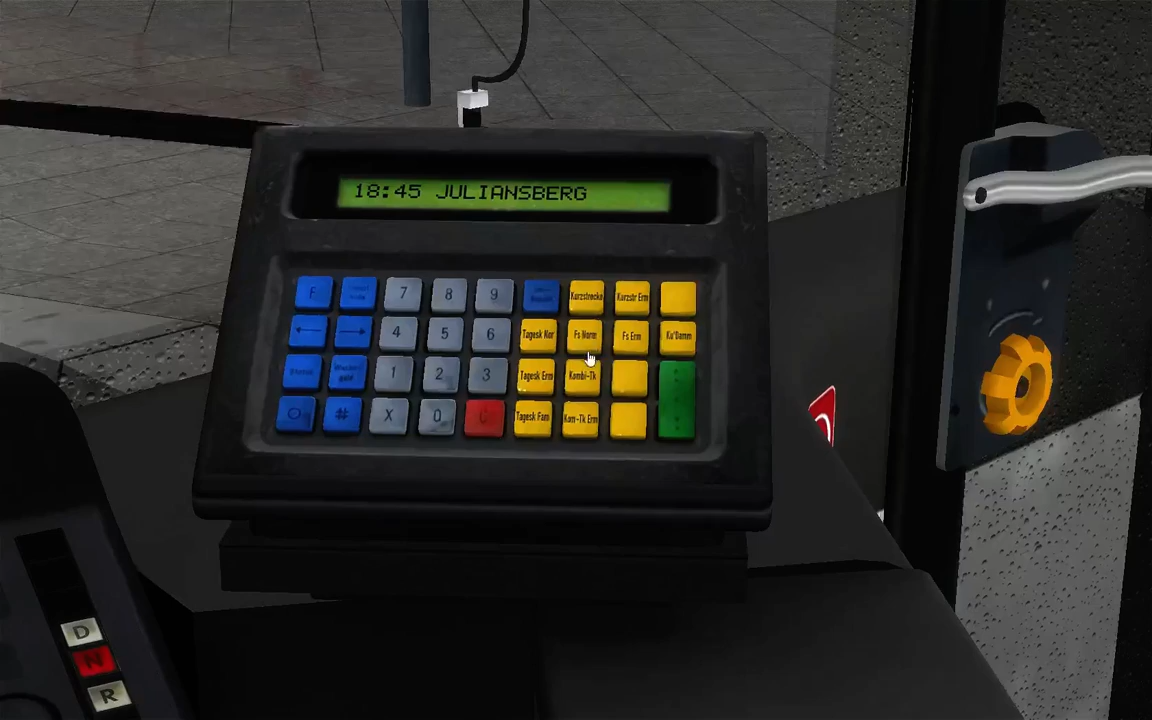 18:45 JULIANSBERG
F 7 8 9 Kurzstrecke Kurzstr Erm
← → 4 5 6 Tagesk Nor Fs Norm Fs Erm Ku'Damm
1 2 3 Tagesk Erm Kombi-Tk
# X 0 C Tagesk Fam Kom-Tk Erm
D
N
R